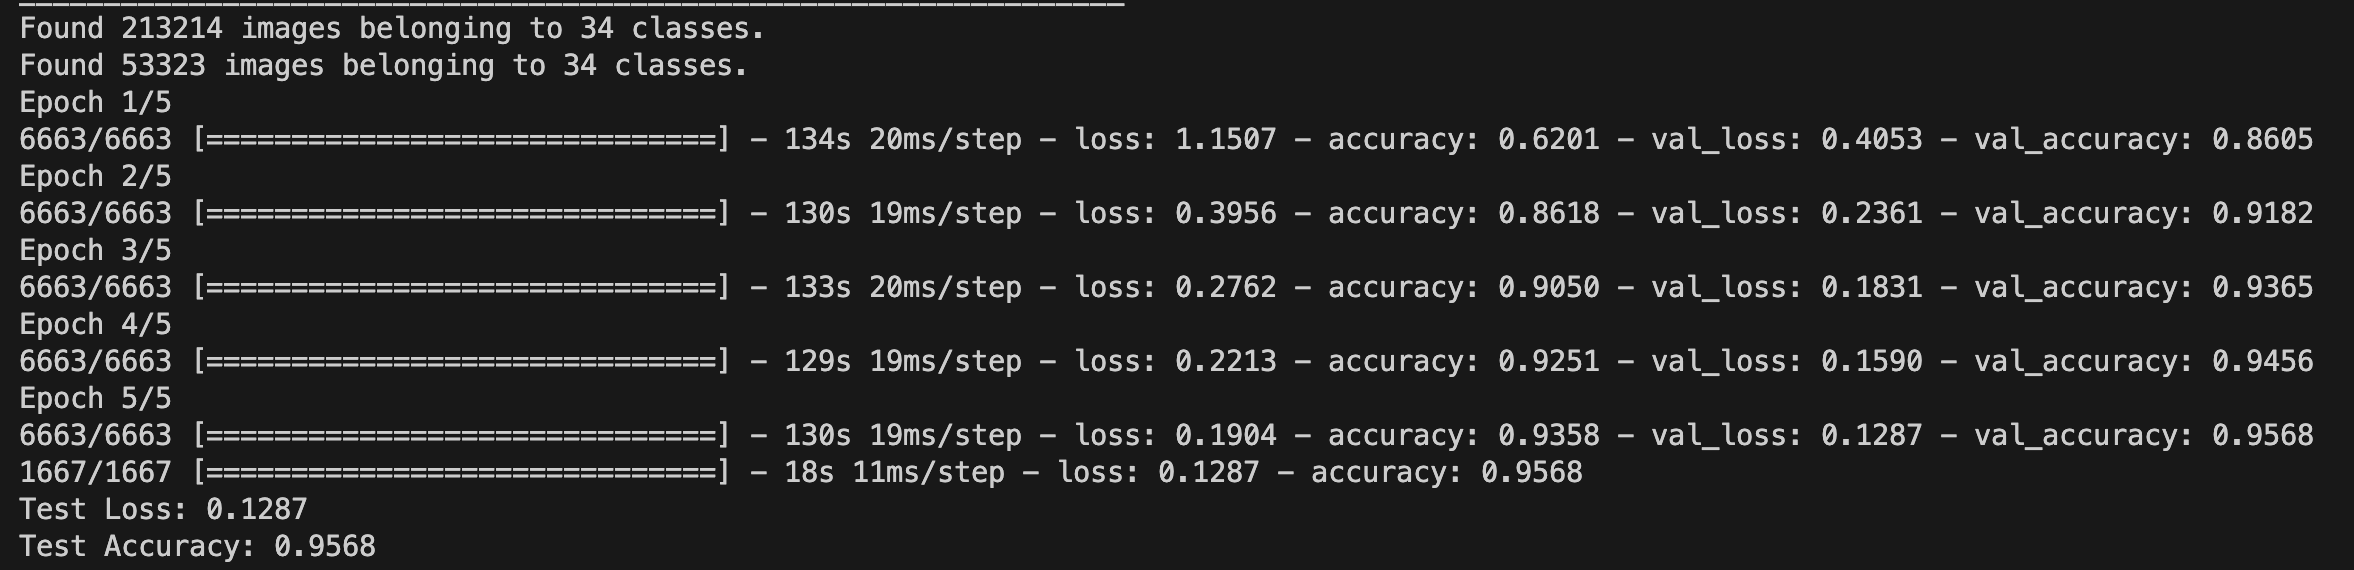 Found 213214 images belonging to 34 classes.
Found 53323 images belonging to 34 classes.
Epoch 1/5
6663/6663 [==============================] - 134s 20ms/step - loss: 1.1507 - accuracy: 0.6201 - val_loss: 0.4053 - val_accuracy: 0.8605
Epoch 2/5
6663/6663 [==============================] - 130s 19ms/step - loss: 0.3956 - accuracy: 0.8618 - val_loss: 0.2361 - val_accuracy: 0.9182
Epoch 3/5
6663/6663 [==============================] - 133s 20ms/step - loss: 0.2762 - accuracy: 0.9050 - val_loss: 0.1831 - val_accuracy: 0.9365
Epoch 4/5
6663/6663 [==============================] - 129s 19ms/step - loss: 0.2213 - accuracy: 0.9251 - val_loss: 0.1590 - val_accuracy: 0.9456
Epoch 5/5
6663/6663 [==============================] - 130s 19ms/step - loss: 0.1904 - accuracy: 0.9358 - val_loss: 0.1287 - val_accuracy: 0.9568
1667/1667 [==============================] - 18s 11ms/step - loss: 0.1287 - accuracy: 0.9568
Test Loss: 0.1287
Test Accuracy: 0.9568